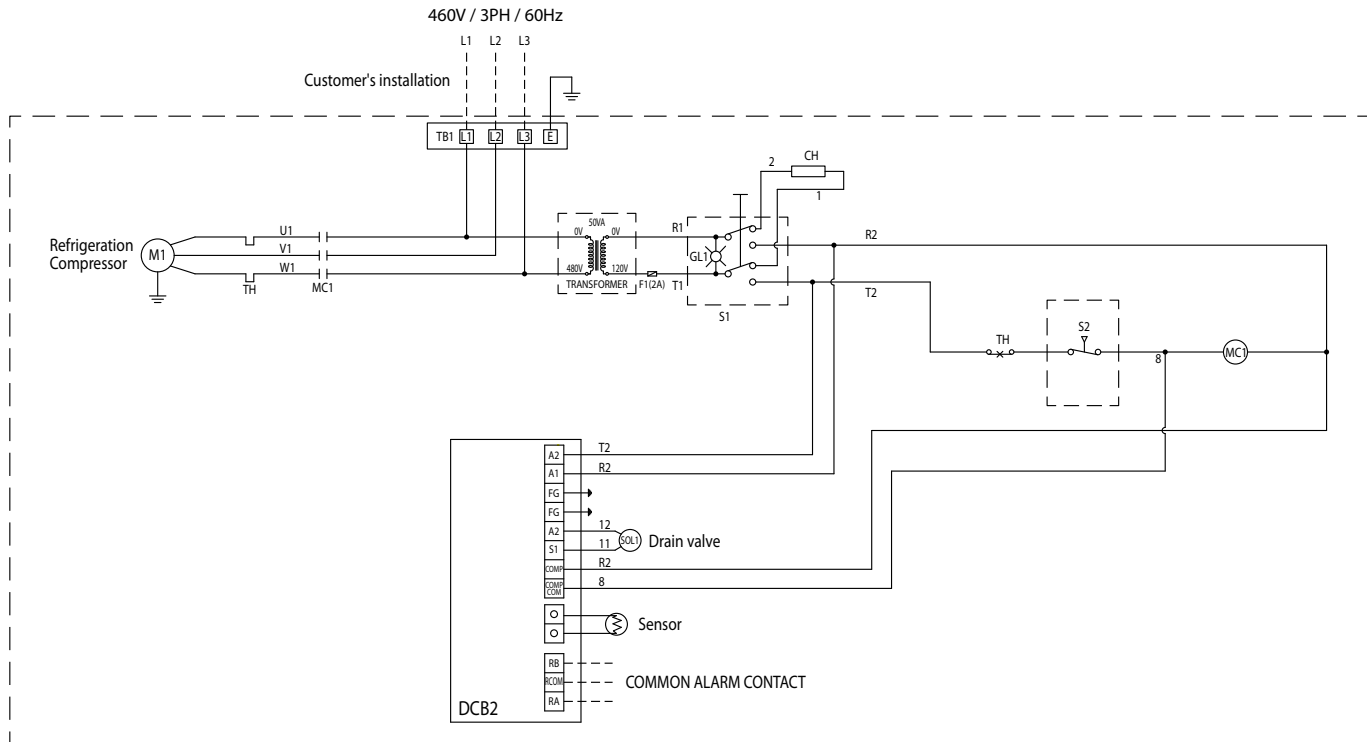 460V / 3PH / 60Hz
L1 L2 L3
Customer's installation
TB1 L1 L2 L3 E
2 CH
1
50VA
U1 0V 0V R1 R2
Refrigeration
Compressor
M1
V1
GL1
W1 480V 120V
TH MC1 TRANSFORMER F1(2A) T1 T2
S1
TH S2
8 MC1
A2 T2
A1 R2
FG
FG
A2 12
SOL1 Drain valve
S1 11
COMP R2
COMP
COM
8
Sensor
RB
RCOM COMMON ALARM CONTACT
RA
DCB2